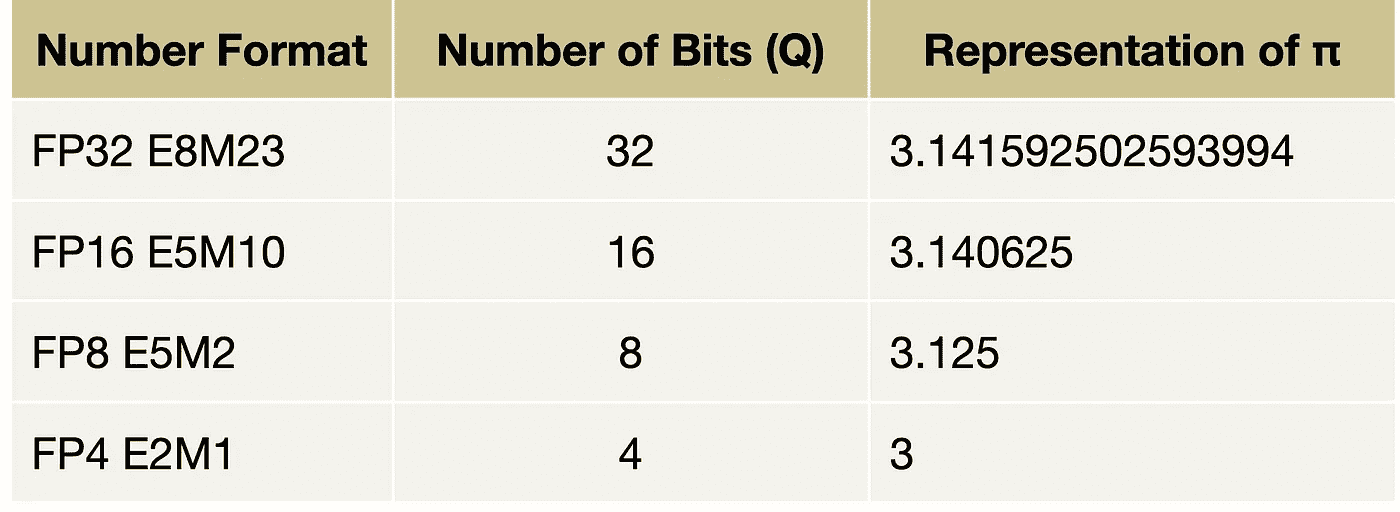 Number Format Number of Bits (Q) Representation of π
FP32 E8M23 32 3.141592502593994
FP16 E5M10 16 3.140625
FP8 E5M2 8 3.125
FP4 E2M1 4 3